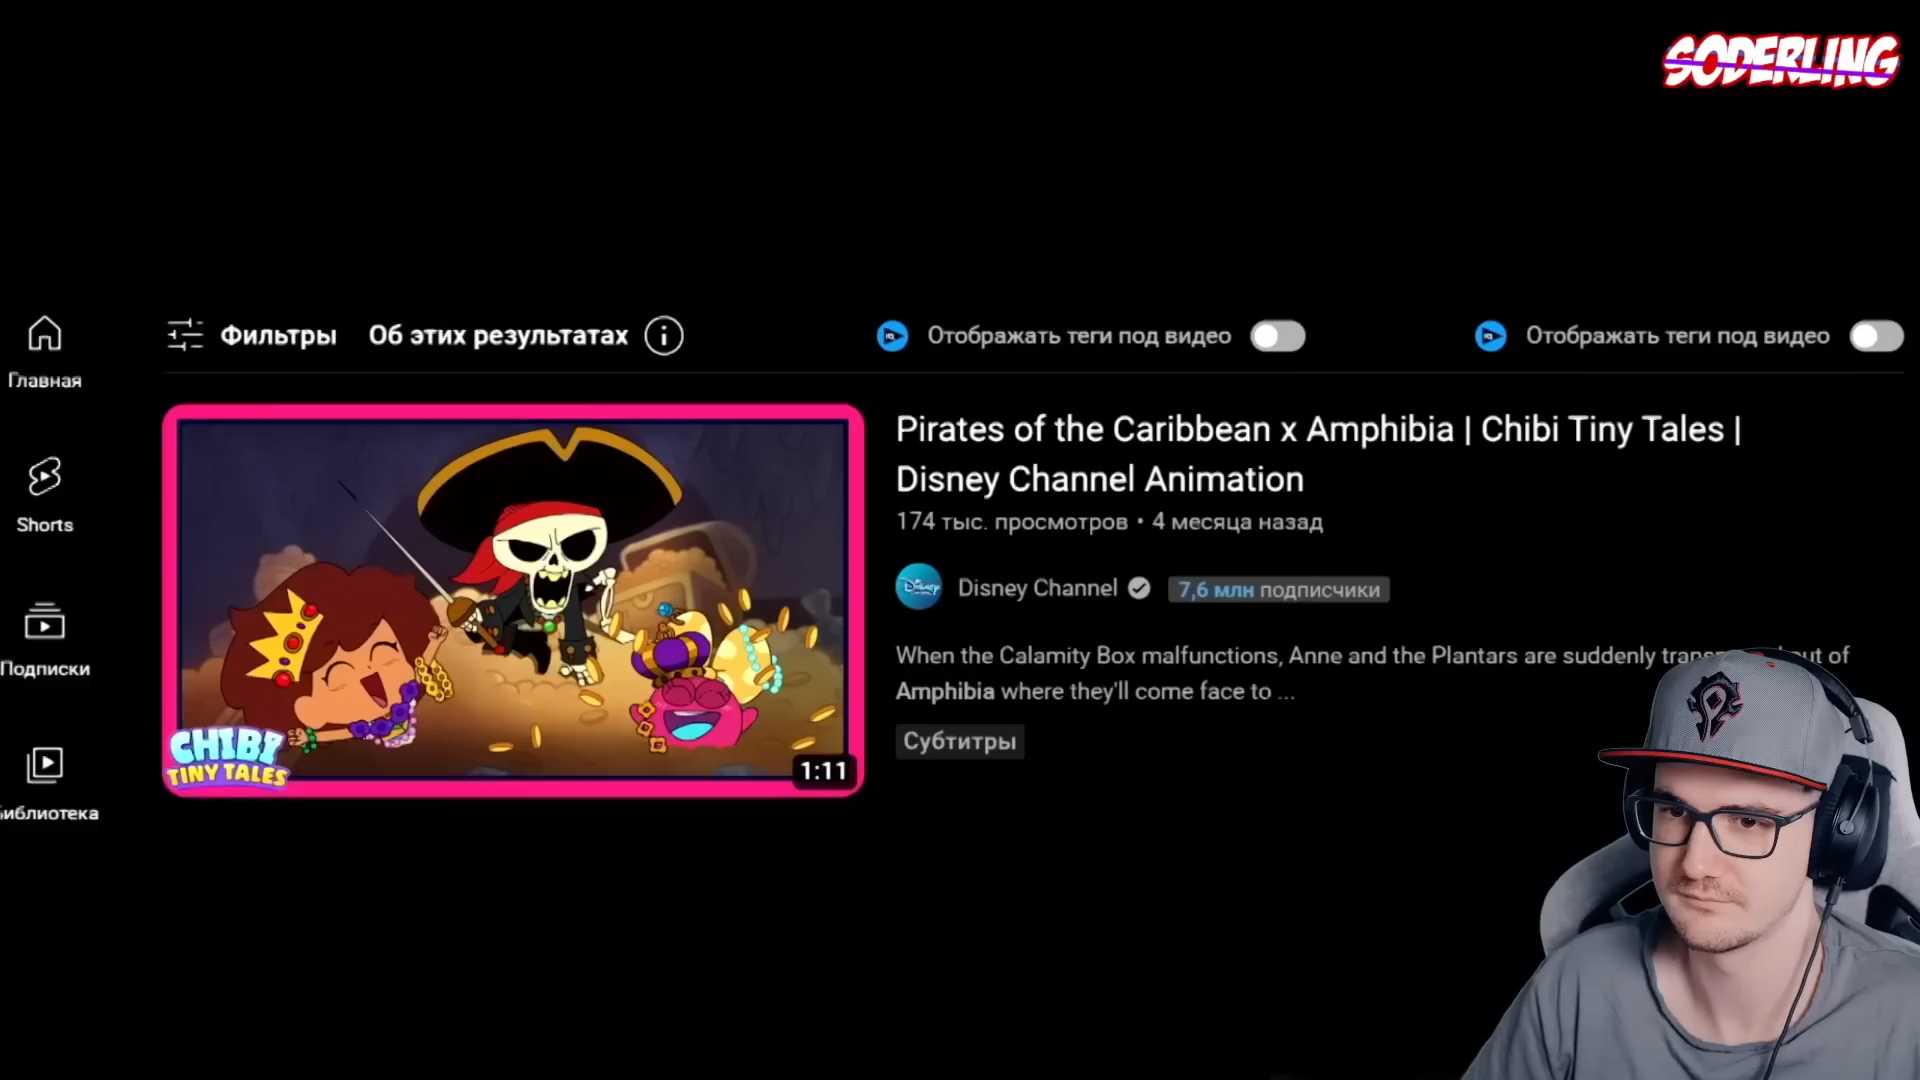 SODERLING
Главная
Shorts
Подписки
иблиотека
Фильтры Об этих результатах
Отображать теги под видео
Отображать теги под видео
CHIBI
TINY TALES
1:11
Pirates of the Caribbean x Amphibia | Chibi Tiny Tales |
Disney Channel Animation
174 тыс. просмотров • 4 месяца назад
Disney
Disney Channel 7,6 млн подписчики
When the Calamity Box malfunctions, Anne and the Plantars are suddenly out of
Amphibia where they'll come face to ...
Субтитры